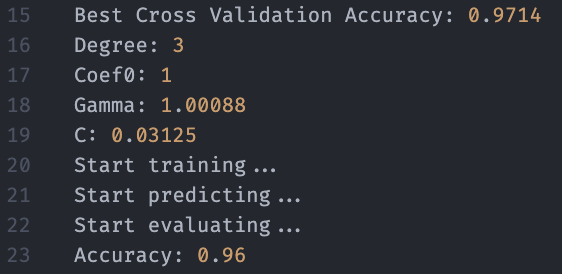 15 Best Cross Validation Accuracy: 0.9714
16 Degree: 3
17 Coef0: 1
18 Gamma: 1.00088
19 C: 0.03125
20 Start training...
21 Start predicting...
22 Start evaluating...
23 Accuracy: 0.96